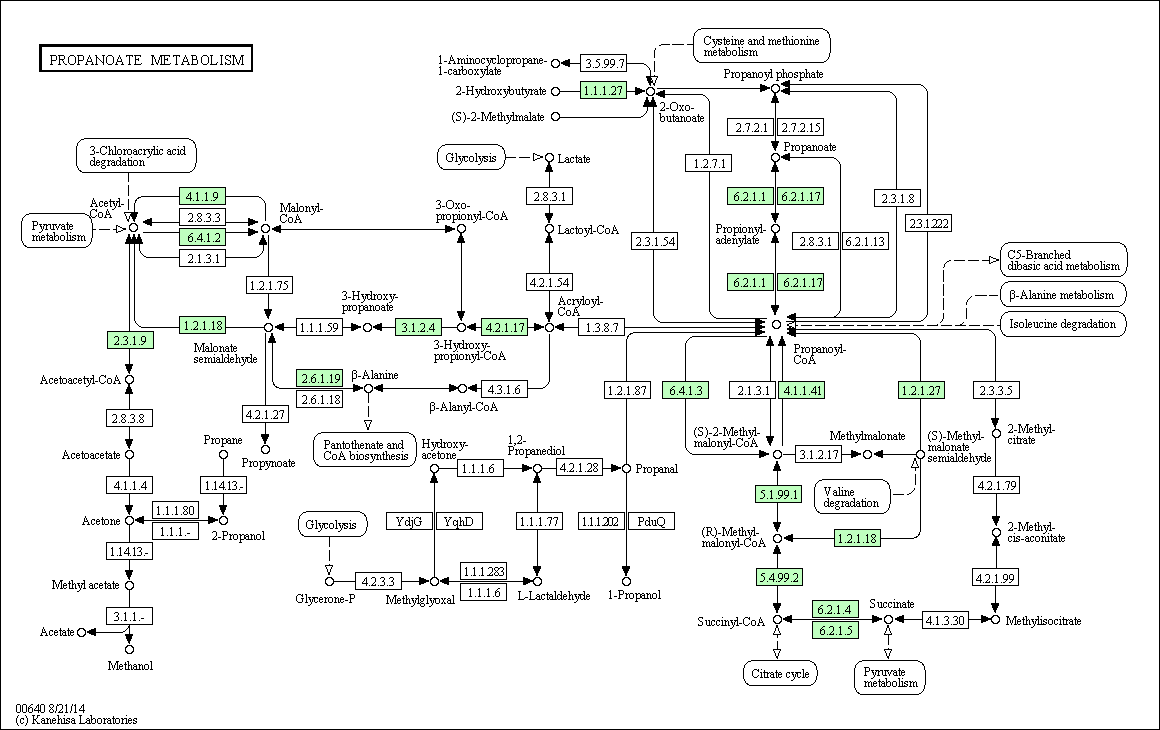 PROPANOATE METABOLISM
Cysteine and methionine
metabolism
1-Aminocyclopropane-
1-carboxylate
3.5.99.7
Propanoyl phosphate
2-Hydroxybutyrate
1.1.1.27
2-Oxo-
butanoate
(S)-2-Methylmalate
2.7.2.1
2.7.2.15
3-Chloroacrylic acid
degradation
Glycolysis
Lactate
1.2.7.1
Propanoate
Acetyl-
CoA
4.1.1.9
2.8.3.3
6.4.1.2
2.1.3.1
Malonyl-
CoA
3-Oxo-
propionyl-CoA
2.8.3.1
6.2.1.1
6.2.1.17
2.3.1.8
2.3.1.222
Pyruvate
metabolism
Lactoyl-CoA
2.3.1.54
Propionyl-
adenylate
2.8.3.1
6.2.1.13
C5-Branched
dibasic acid metabolism
1.2.1.75
4.2.1.54
6.2.1.1
6.2.1.17
β-Alanine metabolism
3-Hydroxy-
propanoate
Acryloyl-
CoA
Isoleucine degradation
2.3.1.9
1.2.1.18
1.1.1.59
3.1.2.4
4.2.1.17
1.3.8.7
Malonate
semialdehyde
3-Hydroxy-
propionyl-CoA
Propanoyl-
CoA
Acetoacetyl-CoA
2.6.1.19
2.6.1.18
β-Alanine
4.3.1.6
β-Alanyl-CoA
1.2.1.87
6.4.1.3
2.1.3.1
4.1.1.41
1.2.1.27
2.3.3.5
2.8.3.8
4.2.1.27
Propane
Pantothenate and
CoA biosynthesis
Hydroxy-
acetone
1,2-
Propanediol
(S)-2-Methyl-
malonyl-CoA
Methylmalonate
(S)-Methyl-
malonate
semialdehyde
2-Methyl-
citrate
Acetoacetate
Propynoate
1.1.1.6
4.2.1.28
Propanal
3.1.2.17
4.1.1.4
1.14.13.-
5.1.99.1
Valine
degradation
4.2.1.79
Acetone
1.1.1.80
1.1.1.-
2-Propanol
Glycolysis
YdjG
YqhD
1.1.1.77
1.1.1.202
PduQ
(R)-Methyl-
malonyl-CoA
1.2.1.18
2-Methyl-
cis-aconitate
1.14.13.-
Methyl acetate
Glycerone-P
4.2.3.3
Methylglyoxal
1.1.1.283
1.1.1.6
L-Lactaldehyde
1-Propanol
5.4.99.2
4.2.1.99
3.1.1.-
Acetate
Methanol
Succinyl-CoA
6.2.1.4
6.2.1.5
Succinate
4.1.3.30
Methylisocitrate
Citrate cycle
Pyruvate
metabolism
00640 8/21/14
(c) Kanehisa Laboratories